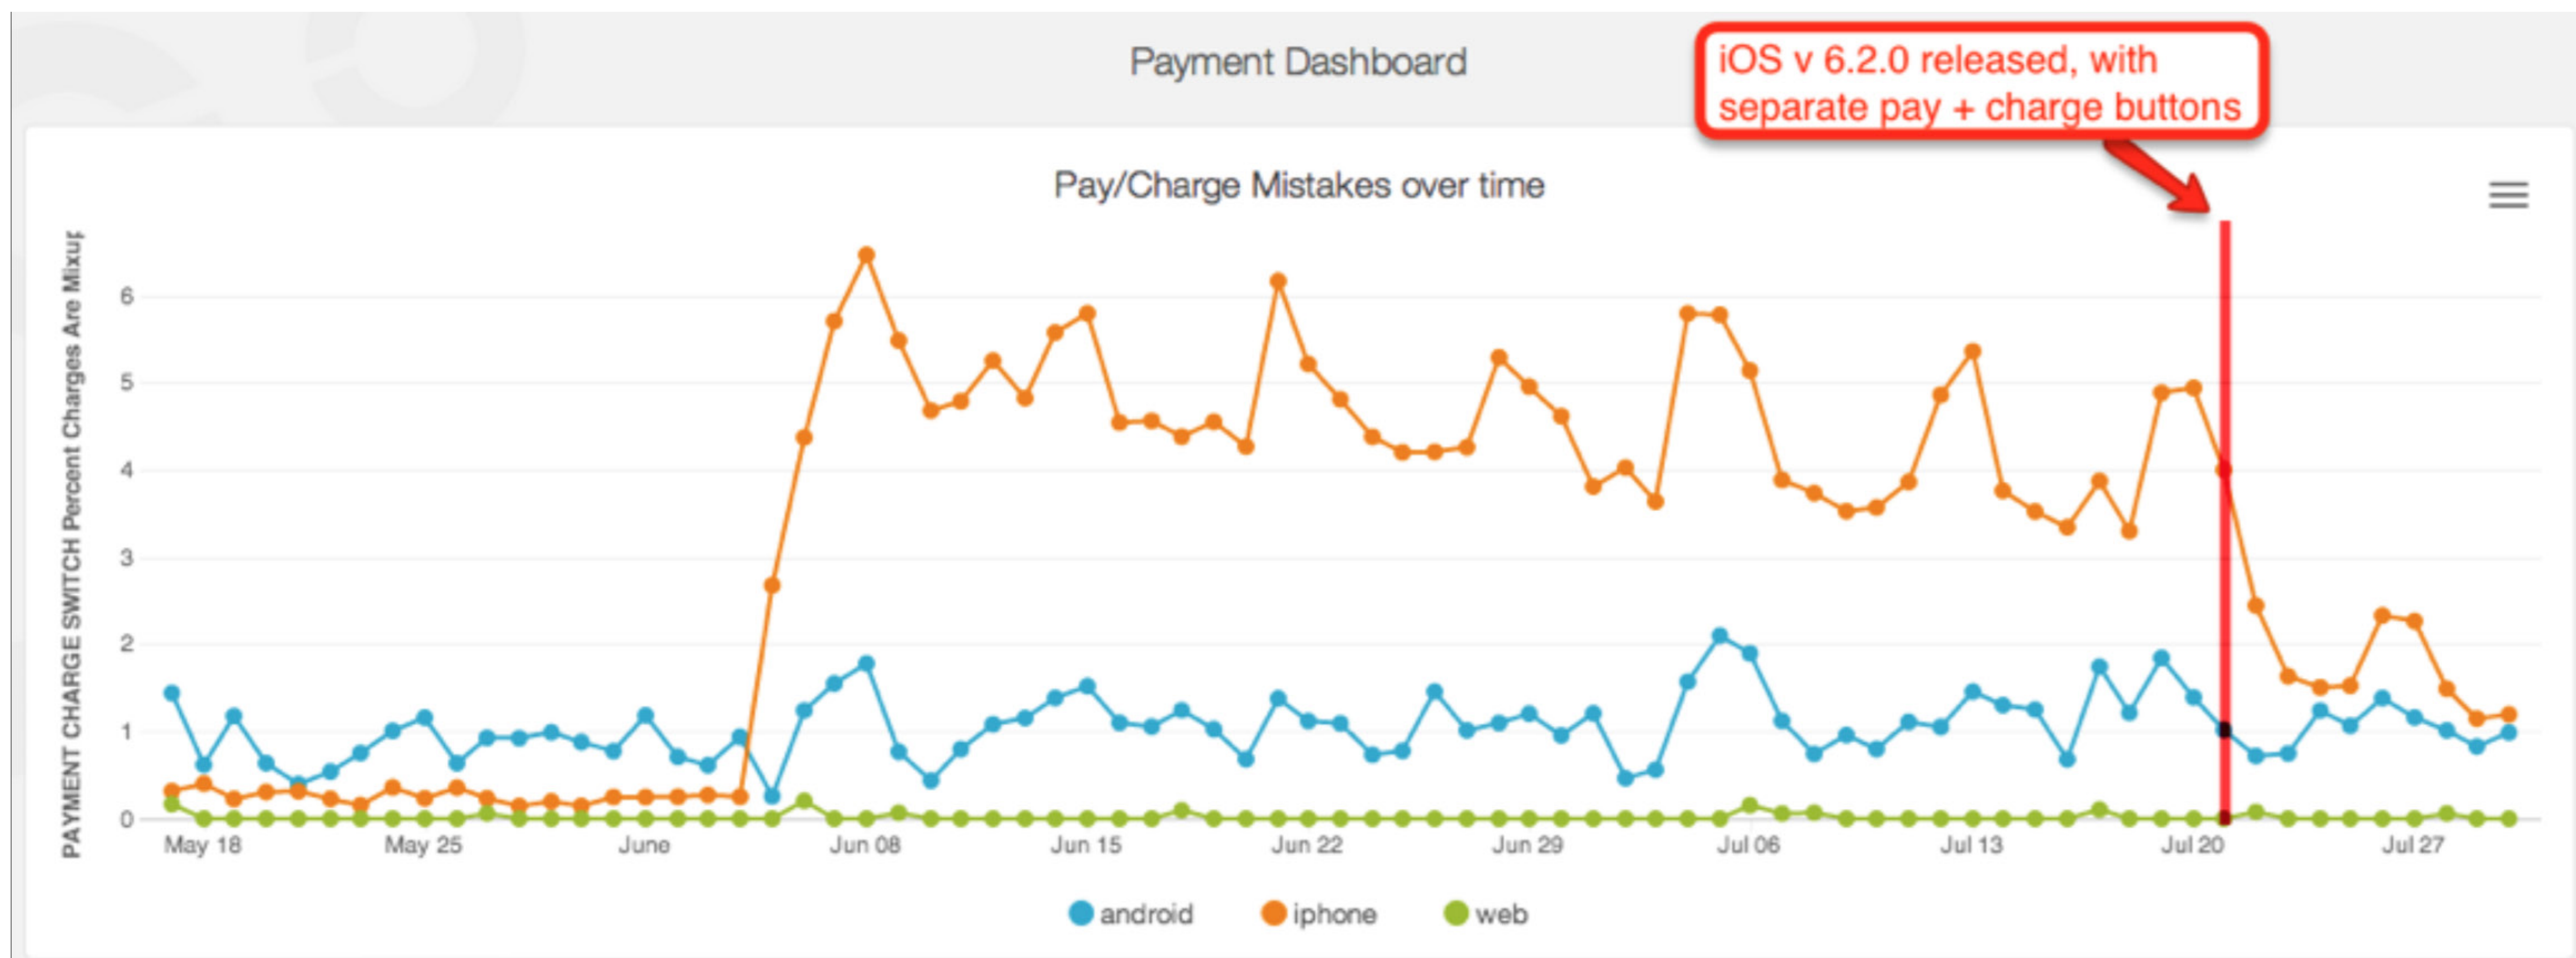 Payment Dashboard
iOS v 6.2.0 released, with
separate pay + charge buttons
Pay/Charge Mistakes over time
PAYMENT CHARGE SWITCH Percent Charges Are Mixup
6
5
4
3
2
1
0
May 18
May 25
June
Jun 08
Jun 15
Jun 22
Jun 29
Jul 06
Jul 13
Jul 20
Jul 27
android
iphone
web